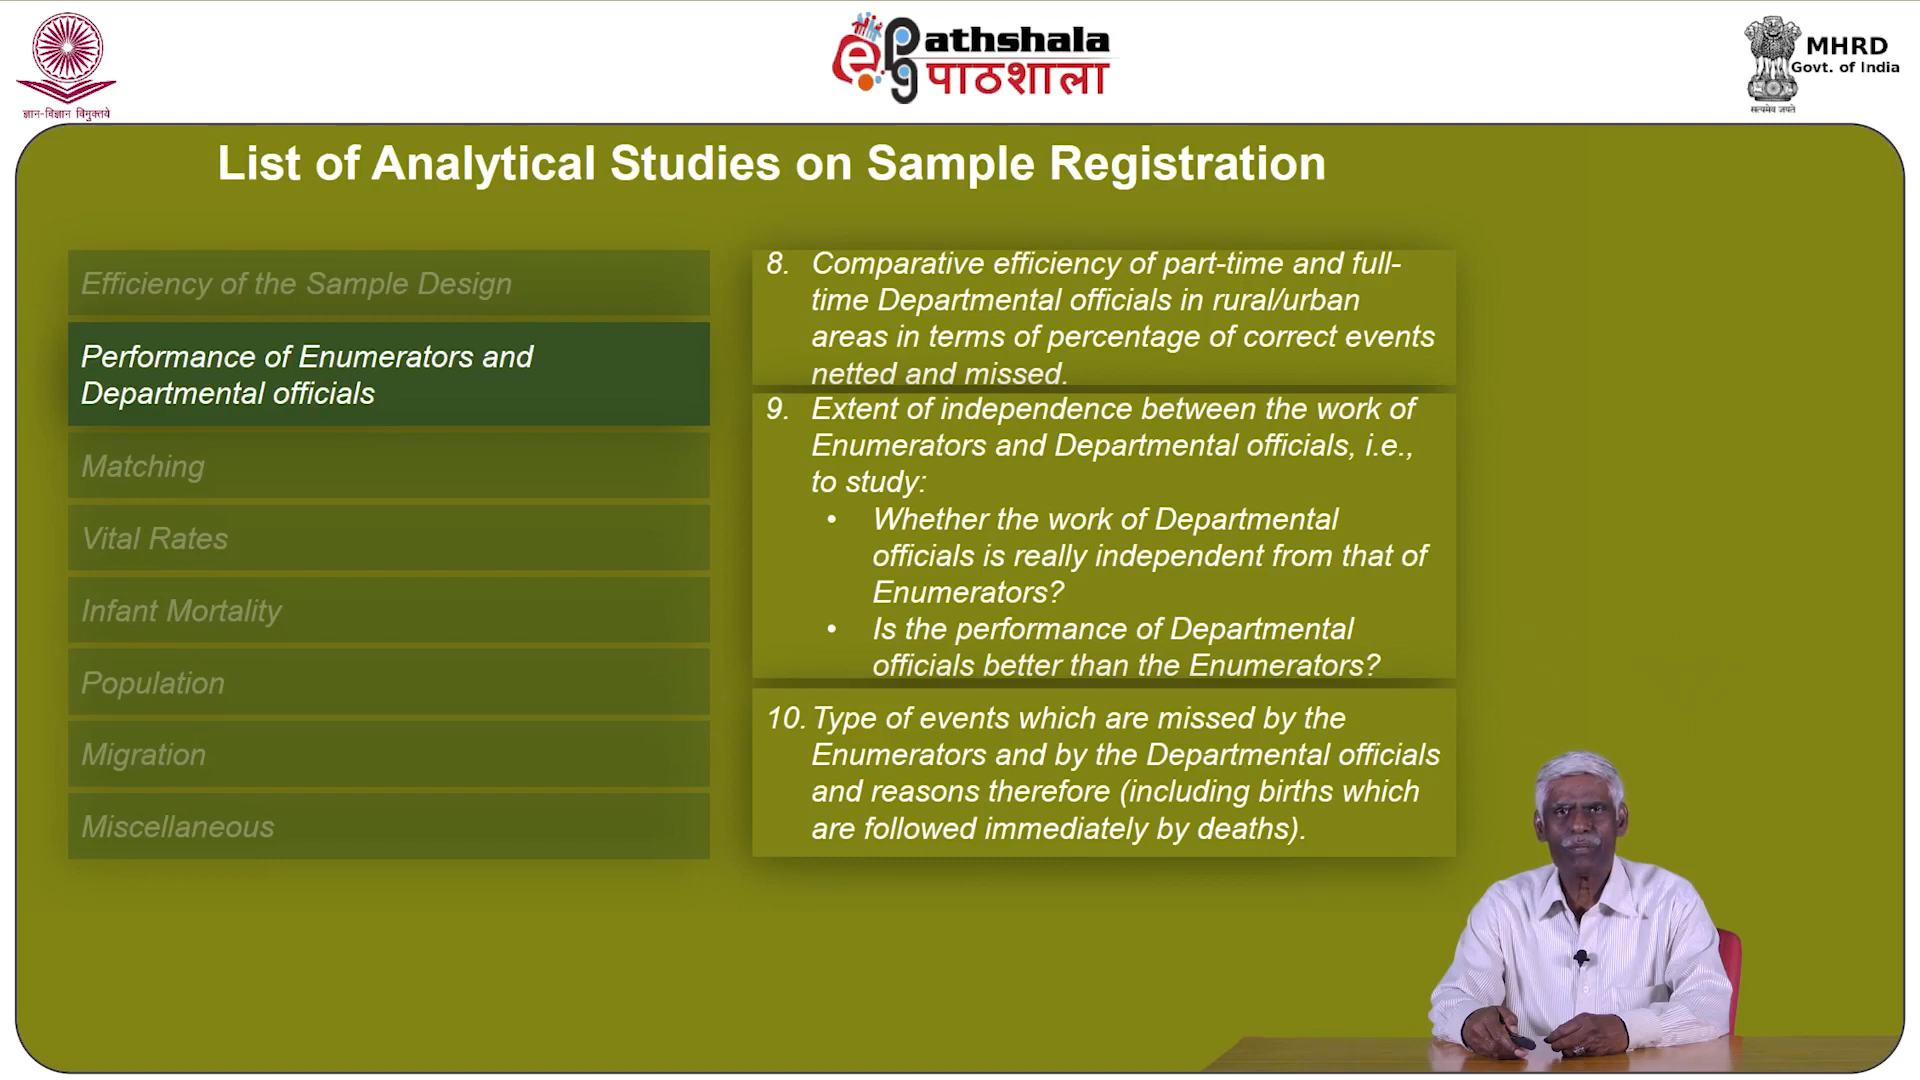 ज्ञान-विज्ञान विमुक्तये
ePg Pathshala
पाठशाला
MHRD
Govt. of India
सत्यमेव जयते
List of Analytical Studies on Sample Registration
Efficiency of the Sample Design
Performance of Enumerators and
Departmental officials
Matching
Vital Rates
Infant Mortality
Population
Migration
Miscellaneous
8. Comparative efficiency of part-time and full-
time Departmental officials in rural/urban
areas in terms of percentage of correct events
netted and missed.
9. Extent of independence between the work of
Enumerators and Departmental officials, i.e.,
to study:
• Whether the work of Departmental
officials is really independent from that of
Enumerators?
• Is the performance of Departmental
officials better than the Enumerators?
10. Type of events which are missed by the
Enumerators and by the Departmental officials
and reasons therefore (including births which
are followed immediately by deaths).